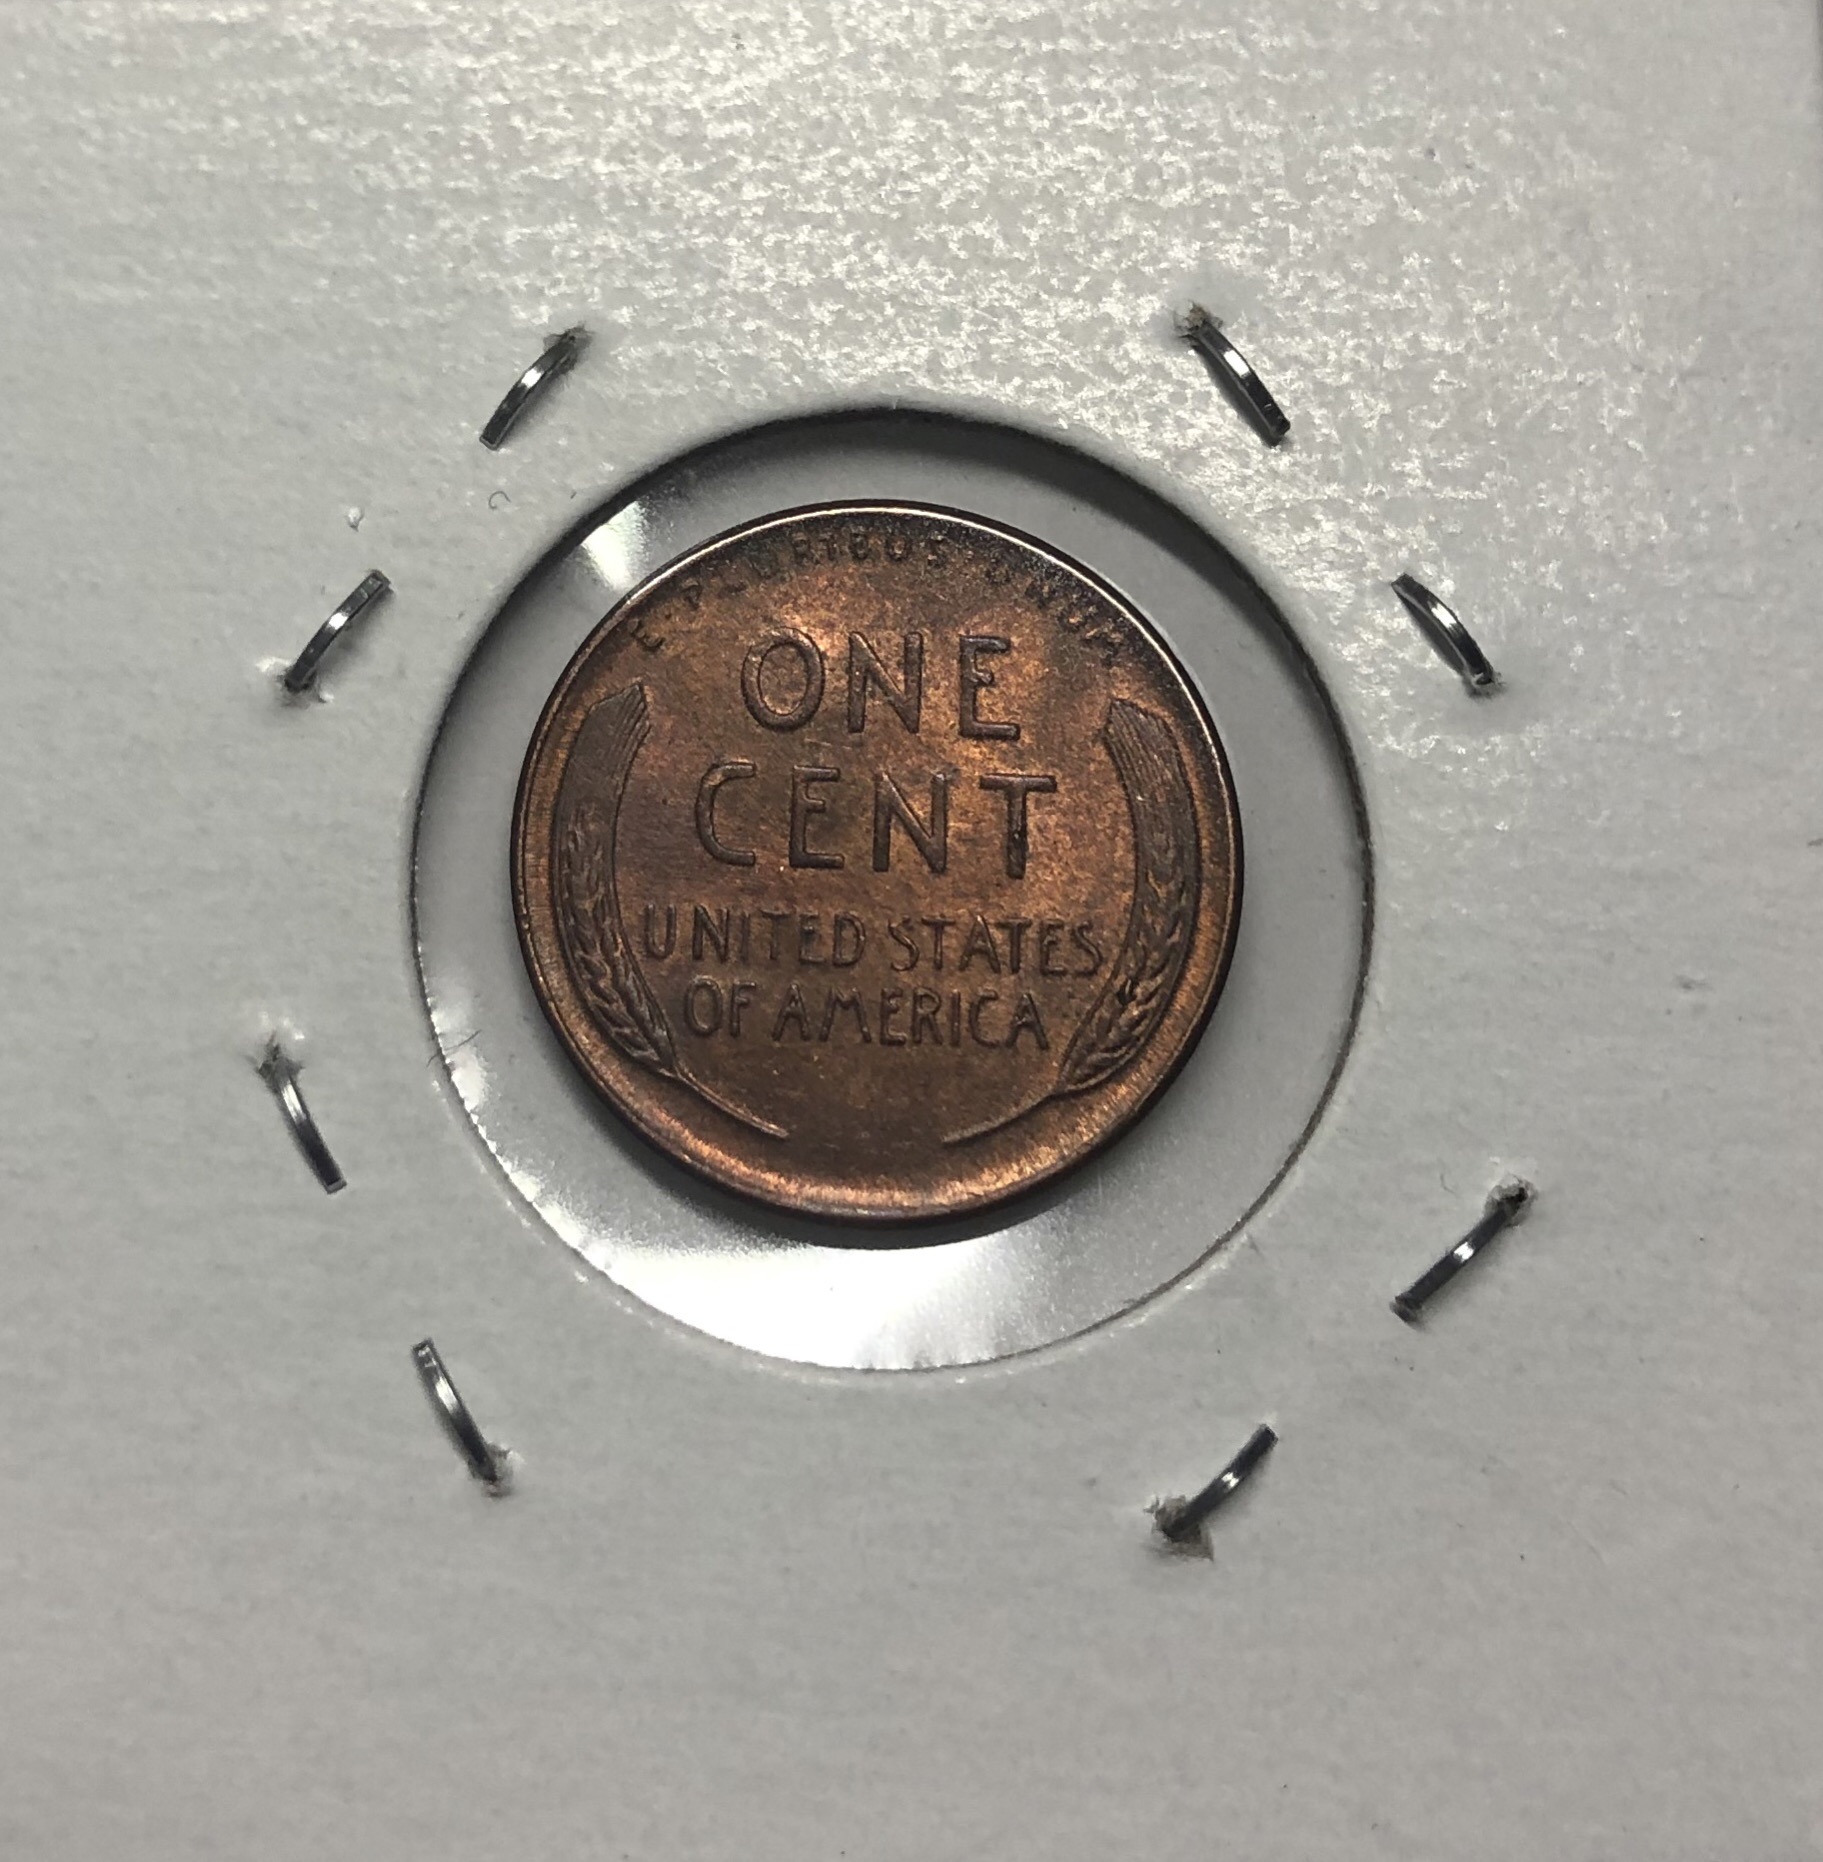 E·PLURIBUS·UNUM
ONE
CENT
UNITED STATES
OF AMERICA